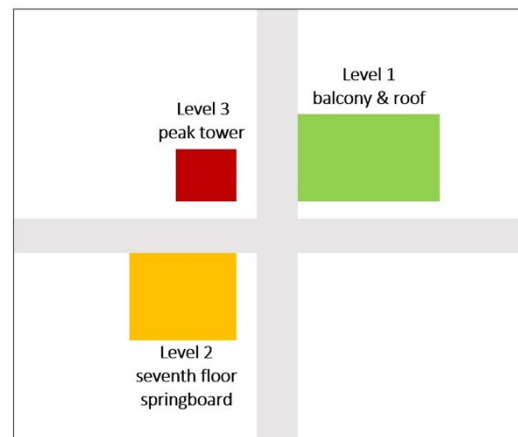 Level 1
balcony & roof
Level 3
peak tower
Level 2
seventh floor
springboard